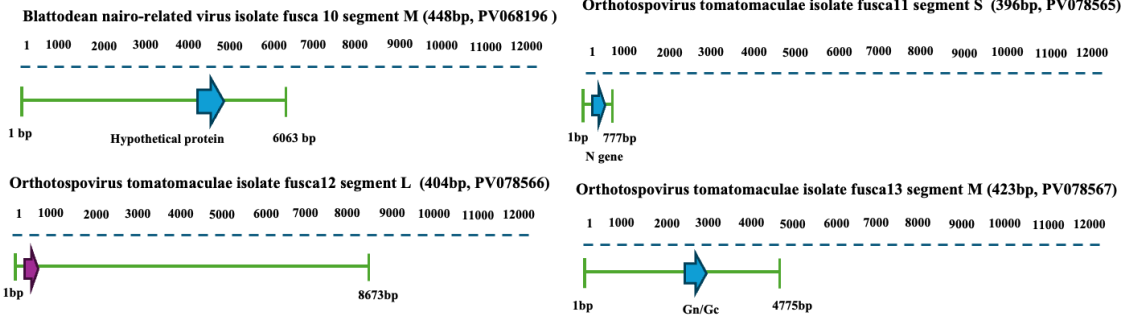 Blattodean nairo-related virus isolate fusca 10 segment M (448bp, PV068196 )
1 1000 2000 3000 4000 5000 6000 7000 8000 9000 10000 11000 12000
1 bp
Hypothetical protein
6063 bp
Orthotospovirus tomatomaculae isolate fusca11 segment S (396bp, PV078565)
1 1000 2000 3000 4000 5000 6000 7000 8000 9000 10000 11000 12000
1bp 777bp
N gene
Orthotospovirus tomatomaculae isolate fusca12 segment L (404bp, PV078566)
1 1000 2000 3000 4000 5000 6000 7000 8000 9000 10000 11000 12000
1bp
8673bp
Orthotospovirus tomatomaculae isolate fusca13 segment M (423bp, PV078567)
1 1000 2000 3000 4000 5000 6000 7000 8000 9000 10000 11000 12000
1bp
Gn/Gc
4775bp